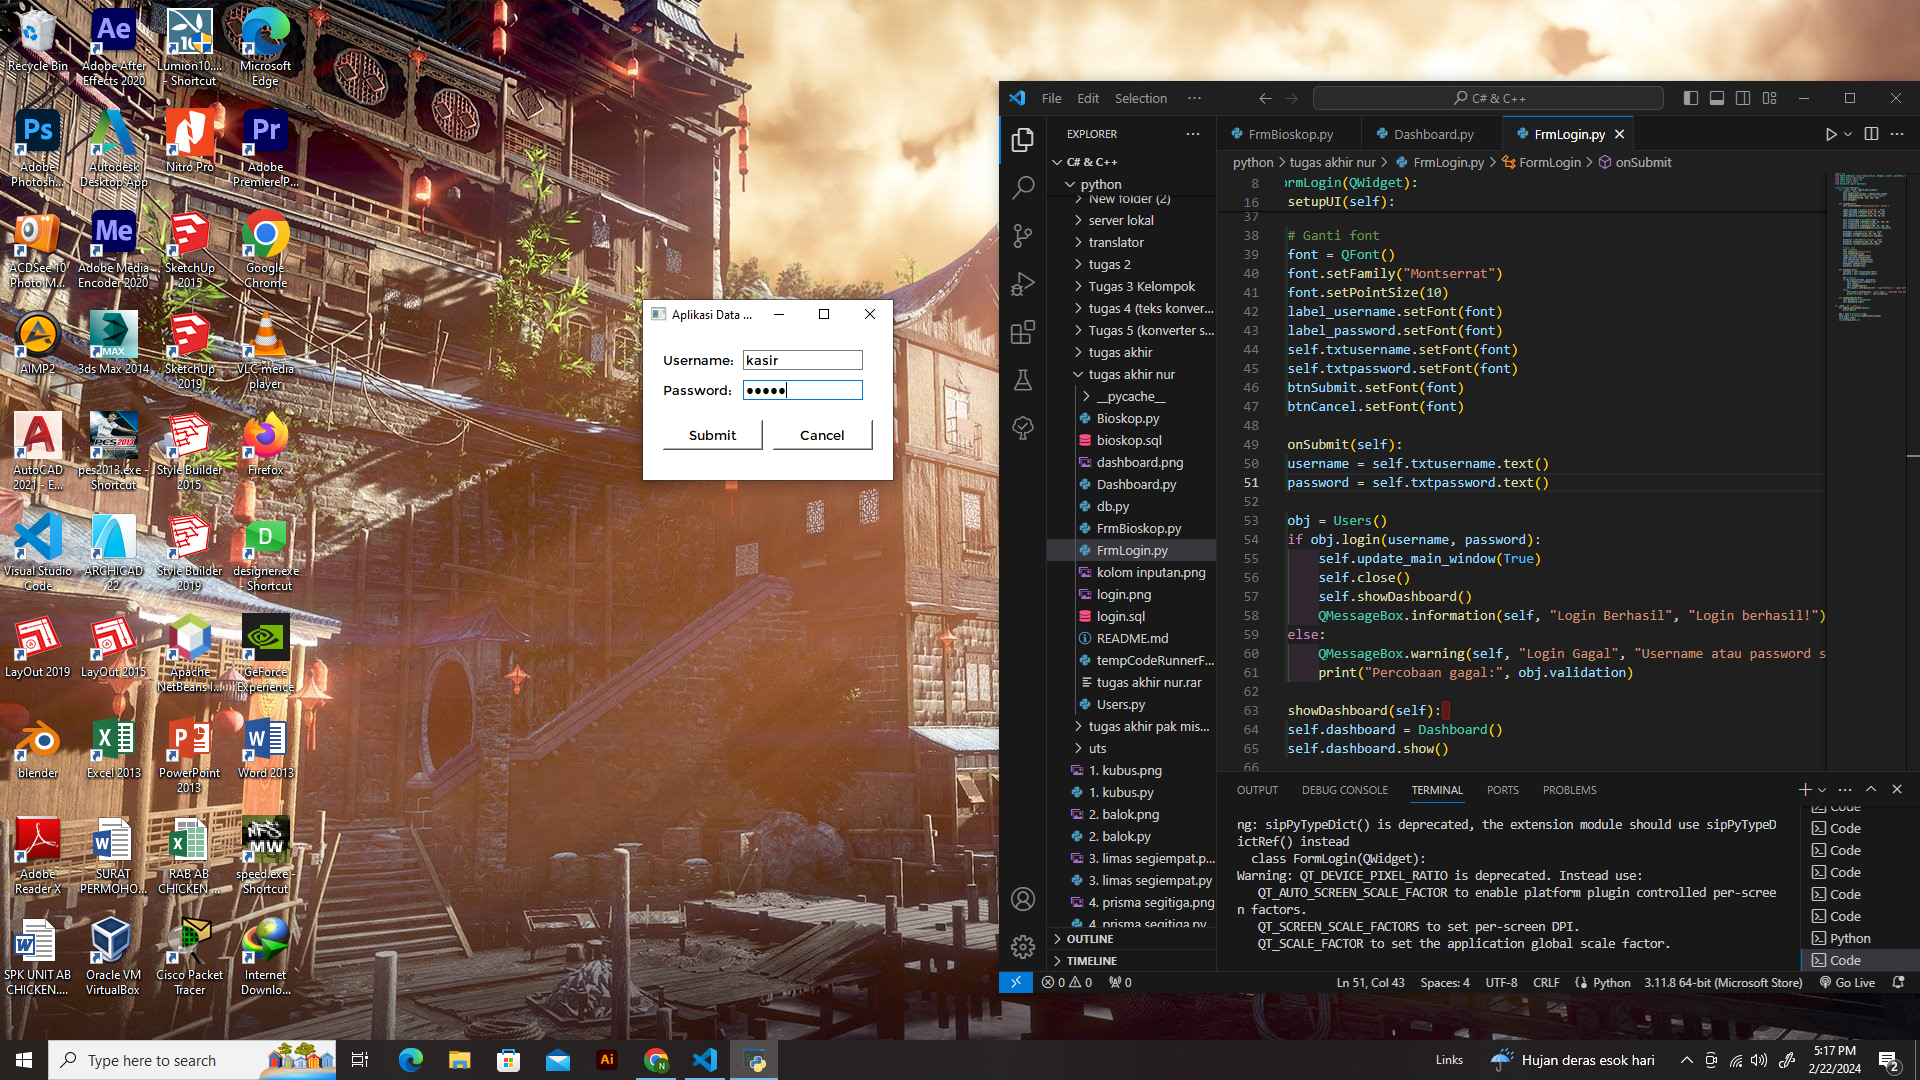 Recycle Bin
Adobe After
Effects 2020
Lumion10....
- Shortcut
Microsoft
Edge
Adobe
Photosh...
Autodesk
Desktop App
Nitro Pro
Adobe
Premiere P...
ACDSee 10
Photo M...
Adobe Media
Encoder 2020
SketchUp
2015
Google
Chrome
AIMP2
3ds Max 2014
SketchUp
2019
VLC media
player
AutoCAD
2021 - E...
pes2013.exe -
Shortcut
Style Builder
2015
Firefox
Visual Studio
Code
ARCHICAD
22
Style Builder
2019
designer.exe
- Shortcut
LayOut 2019
LayOut 2015
Apache
NetBeans I...
GeForce
Experience
blender
Excel 2013
PowerPoint
2013
Word 2013
Adobe
Reader X
SURAT
PERMOHO...
RAB AB
CHICKEN ...
speed.exe -
Shortcut
SPK UNIT AB
CHICKEN....
Oracle VM
VirtualBox
Cisco Packet
Tracer
Internet
Downlo...
Aplikasi Data ...
Username: kasir
Password: ●●●●●
Submit Cancel
File Edit Selection ··· C# & C++
EXPLORER ···
FrmBioskop.py Dashboard.py FrmLogin.py
C# & C++
python
New folder (2)
server lokal
translator
tugas 2
Tugas 3 Kelompok
tugas 4 (teks konver...
Tugas 5 (konverter s...
tugas akhir
tugas akhir nur
__pycache__
Bioskop.py
bioskop.sql
dashboard.png
Dashboard.py
db.py
FrmBioskop.py
FrmLogin.py
kolom inputan.png
login.png
login.sql
README.md
tempCodeRunnerF...
tugas akhir nur.rar
Users.py
tugas akhir pak mis...
uts
1. kubus.png
1. kubus.py
2. balok.png
2. balok.py
3. limas segiempat.p...
3. limas segiempat.py
4. prisma segitiga.png
4. prisma segitiga.py
OUTLINE
TIMELINE
python > tugas akhir nur > FrmLogin.py > FormLogin > onSubmit
8 ormLogin(QWidget):
16 setupUI(self):
37
38 # Ganti font
39 font = QFont()
40 font.setFamily("Montserrat")
41 font.setPointSize(10)
42 label_username.setFont(font)
43 label_password.setFont(font)
44 self.txtusername.setFont(font)
45 self.txtpassword.setFont(font)
46 btnSubmit.setFont(font)
47 btnCancel.setFont(font)
48
49 onSubmit(self):
50 username = self.txtusername.text()
51 password = self.txtpassword.text()
52
53 obj = Users()
54 if obj.login(username, password):
55 self.update_main_window(True)
56 self.close()
57 self.showDashboard()
58 QMessageBox.information(self, "Login Berhasil", "Login berhasil!")
59 else:
60 QMessageBox.warning(self, "Login Gagal", "Username atau password s
61 print("Percobaan gagal:", obj.validation)
62
63 showDashboard(self):
64 self.dashboard = Dashboard()
65 self.dashboard.show()
66
OUTPUT DEBUG CONSOLE TERMINAL PORTS PROBLEMS
ng: sipPyTypeDict() is deprecated, the extension module should use sipPyTypeD
ictRef() instead
class FormLogin(QWidget):
Warning: QT_DEVICE_PIXEL_RATIO is deprecated. Instead use:
QT_AUTO_SCREEN_SCALE_FACTOR to enable platform plugin controlled per-scree
n factors.
QT_SCREEN_SCALE_FACTORS to set per-screen DPI.
QT_SCALE_FACTOR to set the application global scale factor.
Code
Code
Code
Code
Code
Code
Python
Code
0 0 0 Ln 51, Col 43 Spaces: 4 UTF-8 CRLF Python 3.11.8 64-bit (Microsoft Store) Go Live
Type here to search
Links Hujan deras esok hari
5:17 PM
2/22/2024
2